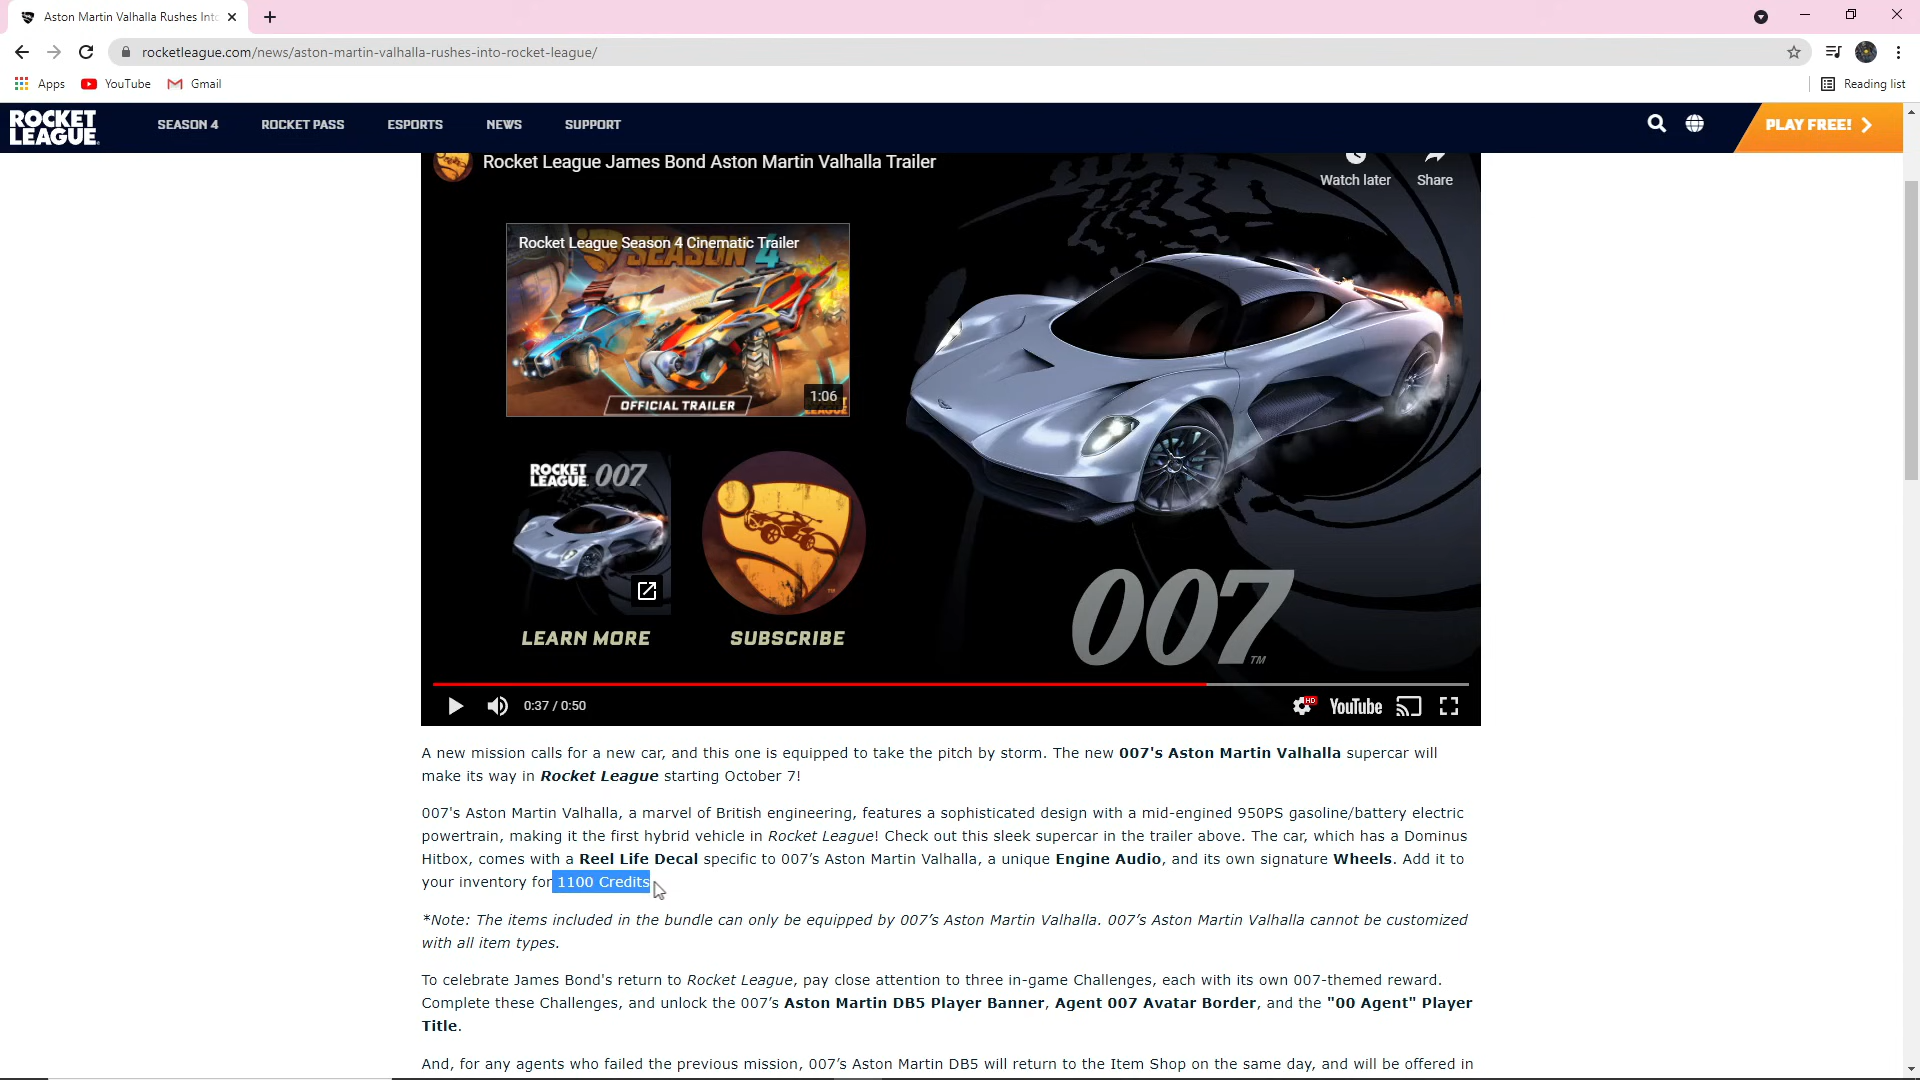 Aston Martin Valhalla Rushes Into
rocketleague.com/news/aston-martin-valhalla-rushes-into-rocket-league/
Apps YouTube Gmail Reading list
ROCKET LEAGUE SEASON 4 ROCKET PASS ESPORTS NEWS SUPPORT PLAY FREE!
Rocket League James Bond Aston Martin Valhalla Trailer
Watch later Share
Rocket League Season 4 Cinematic Trailer
SEASON 4
1:06
OFFICIAL TRAILER
ROCKET LEAGUE 007
LEARN MORE SUBSCRIBE
007 TM
0:37 / 0:50 HD YouTube
A new mission calls for a new car, and this one is equipped to take the pitch by storm. The new 007's Aston Martin Valhalla supercar will
make its way in Rocket League starting October 7!
007's Aston Martin Valhalla, a marvel of British engineering, features a sophisticated design with a mid-engined 950PS gasoline/battery electric
powertrain, making it the first hybrid vehicle in Rocket League! Check out this sleek supercar in the trailer above. The car, which has a Dominus
Hitbox, comes with a Reel Life Decal specific to 007's Aston Martin Valhalla, a unique Engine Audio, and its own signature Wheels. Add it to
your inventory for 1100 Credits
*Note: The items included in the bundle can only be equipped by 007's Aston Martin Valhalla. 007's Aston Martin Valhalla cannot be customized
with all item types.
To celebrate James Bond's return to Rocket League, pay close attention to three in-game Challenges, each with its own 007-themed reward.
Complete these Challenges, and unlock the 007's Aston Martin DB5 Player Banner, Agent 007 Avatar Border, and the "00 Agent" Player
Title.
And, for any agents who failed the previous mission, 007's Aston Martin DB5 will return to the Item Shop on the same day, and will be offered in